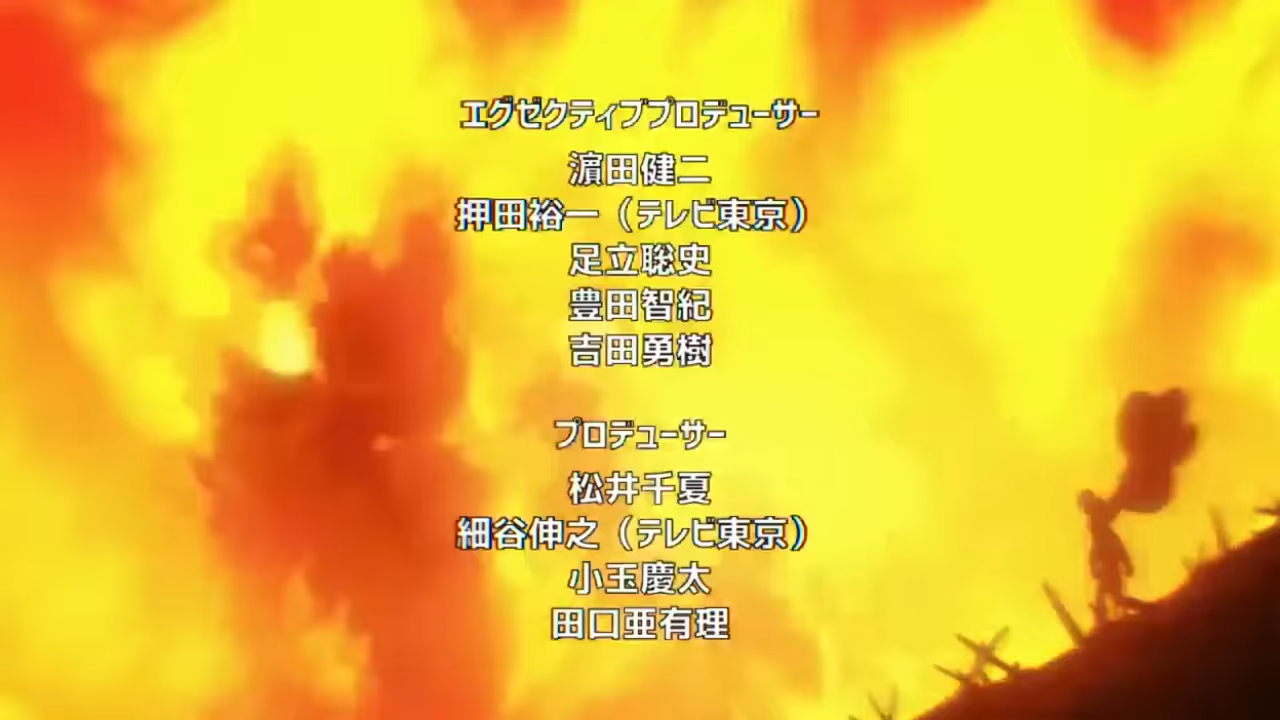 エグゼクティブプロデューサー
濵田健二
押田裕一（テレビ東京）
足立聡史
豊田智紀
吉田勇樹
プロデューサー
松井千夏
細谷伸之（テレビ東京）
小玉慶太
田口亜有理